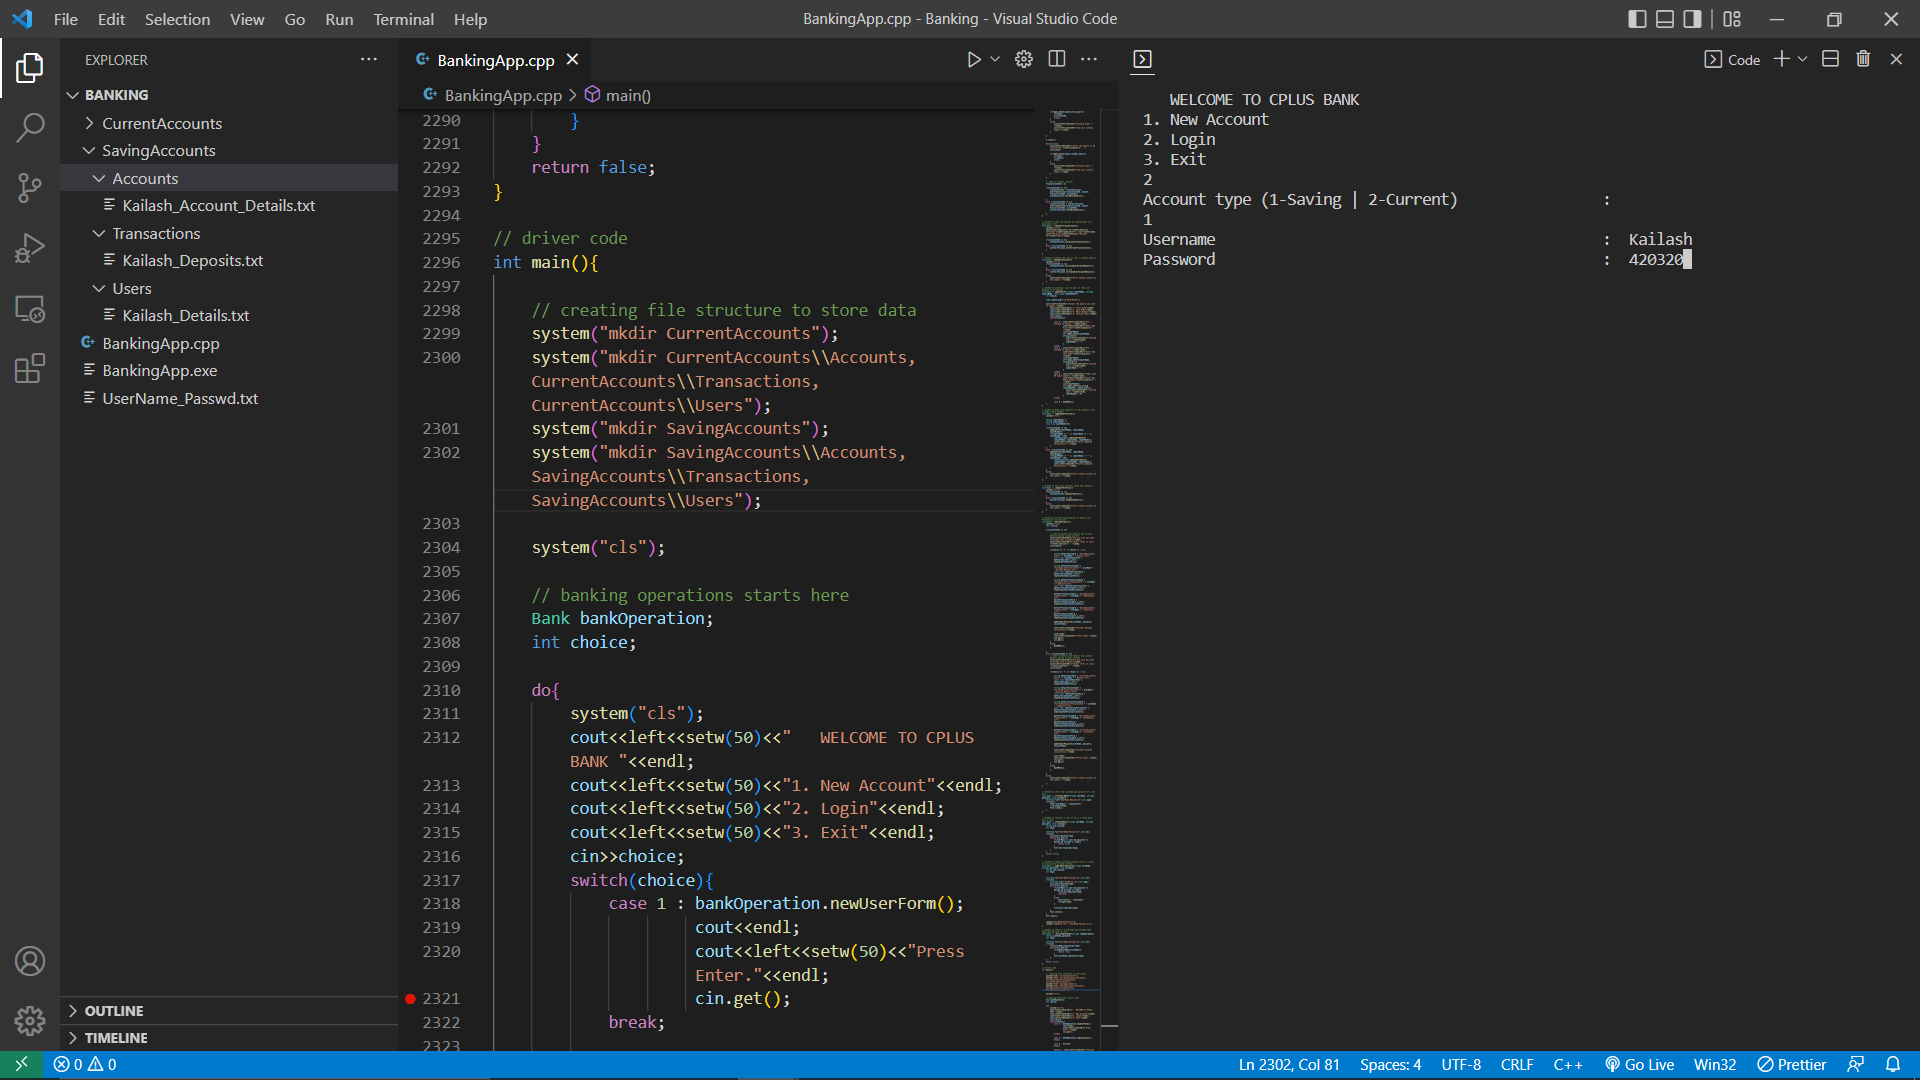 File Edit Selection View Go Run Terminal Help
BankingApp.cpp - Banking - Visual Studio Code
EXPLORER
BANKING
CurrentAccounts
SavingAccounts
Accounts
Kailash_Account_Details.txt
Transactions
Kailash_Deposits.txt
Users
Kailash_Details.txt
BankingApp.cpp
BankingApp.exe
UserName_Passwd.txt
OUTLINE
TIMELINE
BankingApp.cpp
BankingApp.cpp > main()
2290 }
2291 }
2292 return false;
2293 }
2294
2295 // driver code
2296 int main(){
2297
2298 // creating file structure to store data
2299 system("mkdir CurrentAccounts");
2300 system("mkdir CurrentAccounts\\Accounts,
CurrentAccounts\\Transactions,
CurrentAccounts\\Users");
2301 system("mkdir SavingAccounts");
2302 system("mkdir SavingAccounts\\Accounts,
SavingAccounts\\Transactions,
SavingAccounts\\Users");
2303
2304 system("cls");
2305
2306 // banking operations starts here
2307 Bank bankOperation;
2308 int choice;
2309
2310 do{
2311 system("cls");
2312 cout<<left<<setw(50)<<"   WELCOME TO CPLUS
BANK "<<endl;
2313 cout<<left<<setw(50)<<"1. New Account"<<endl;
2314 cout<<left<<setw(50)<<"2. Login"<<endl;
2315 cout<<left<<setw(50)<<"3. Exit"<<endl;
2316 cin>>choice;
2317 switch(choice){
2318 case 1 : bankOperation.newUserForm();
2319 cout<<endl;
2320 cout<<left<<setw(50)<<"Press
Enter."<<endl;
2321 cin.get();
2322 break;
2323
Code
WELCOME TO CPLUS BANK
1. New Account
2. Login
3. Exit
2
Account type (1-Saving | 2-Current) :
1
Username : Kailash
Password : 420320
0 0
Ln 2302, Col 81 Spaces: 4 UTF-8 CRLF C++ Go Live Win32 Prettier